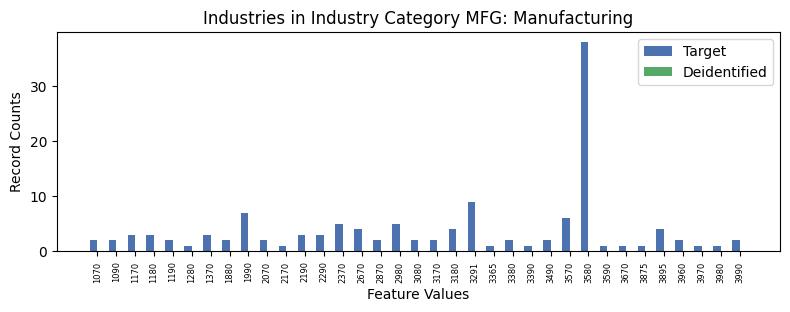 Industries in Industry Category MFG: Manufacturing
Target
Deidentified
Record Counts
30
20
10
0
1070 1090 1170 1180 1190 1280 1370 1880 1990 2070 2170 2190 2290 2370 2670 2870 2980 3080 3170 3180 3291 3365 3380 3390 3490 3570 3580 3590 3670 3875 3895 3960 3970 3980 3990
Feature Values